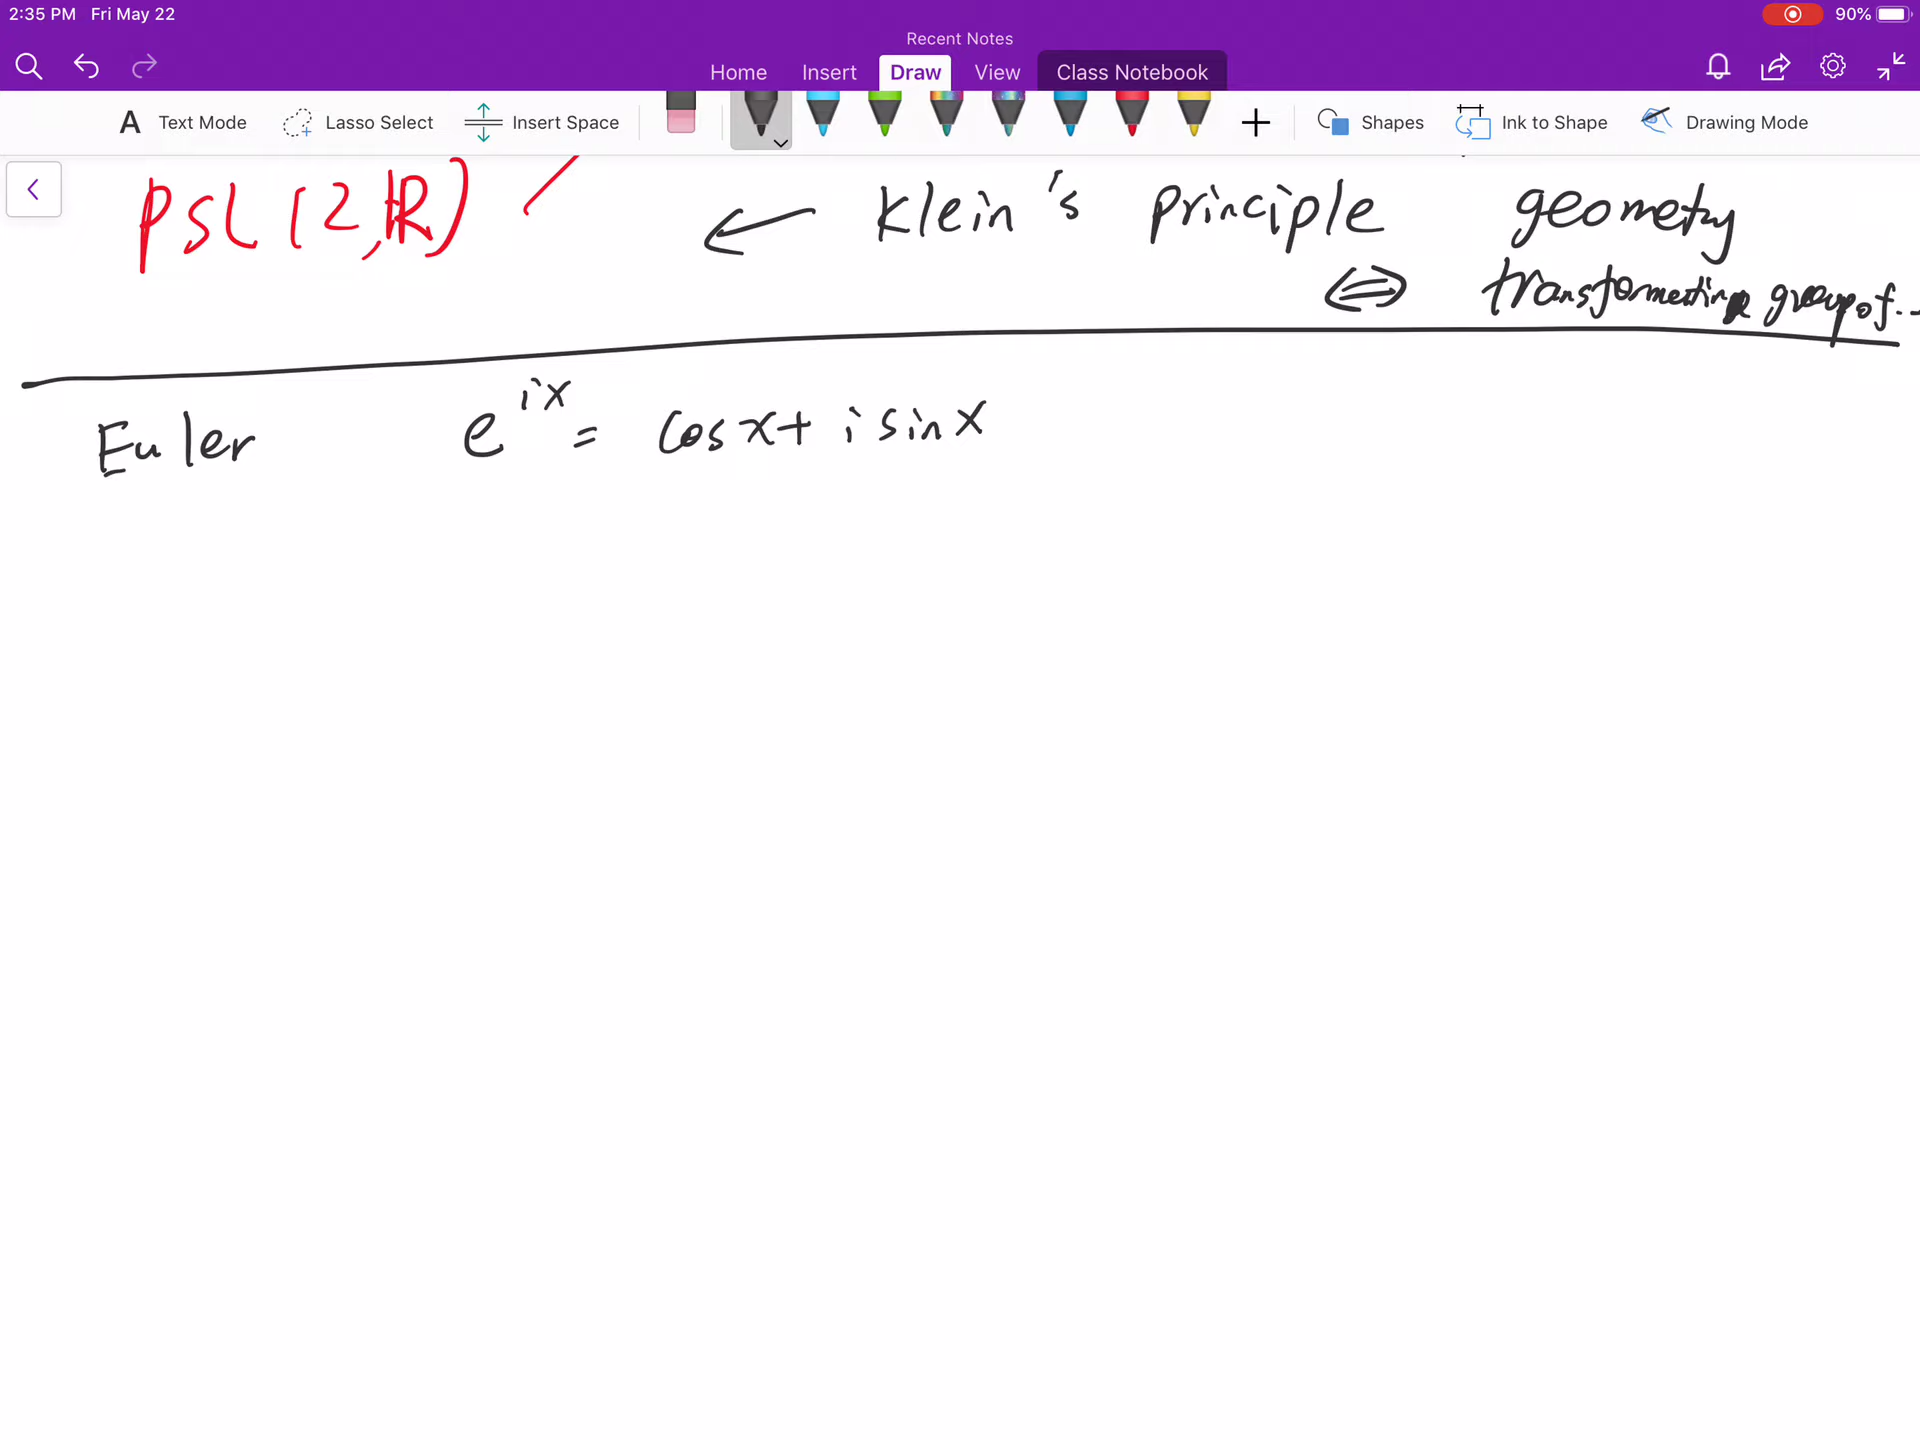 2:35 PM Fri May 22
90%
Recent Notes
Home Insert Draw View Class Notebook
A Text Mode Lasso Select Insert Space Shapes Ink to Shape Drawing Mode
PSL(2,ℝ) ← Klein's principle geometry
⇔ transformation group of...
Euler e^{ix} = cos x + i sin x